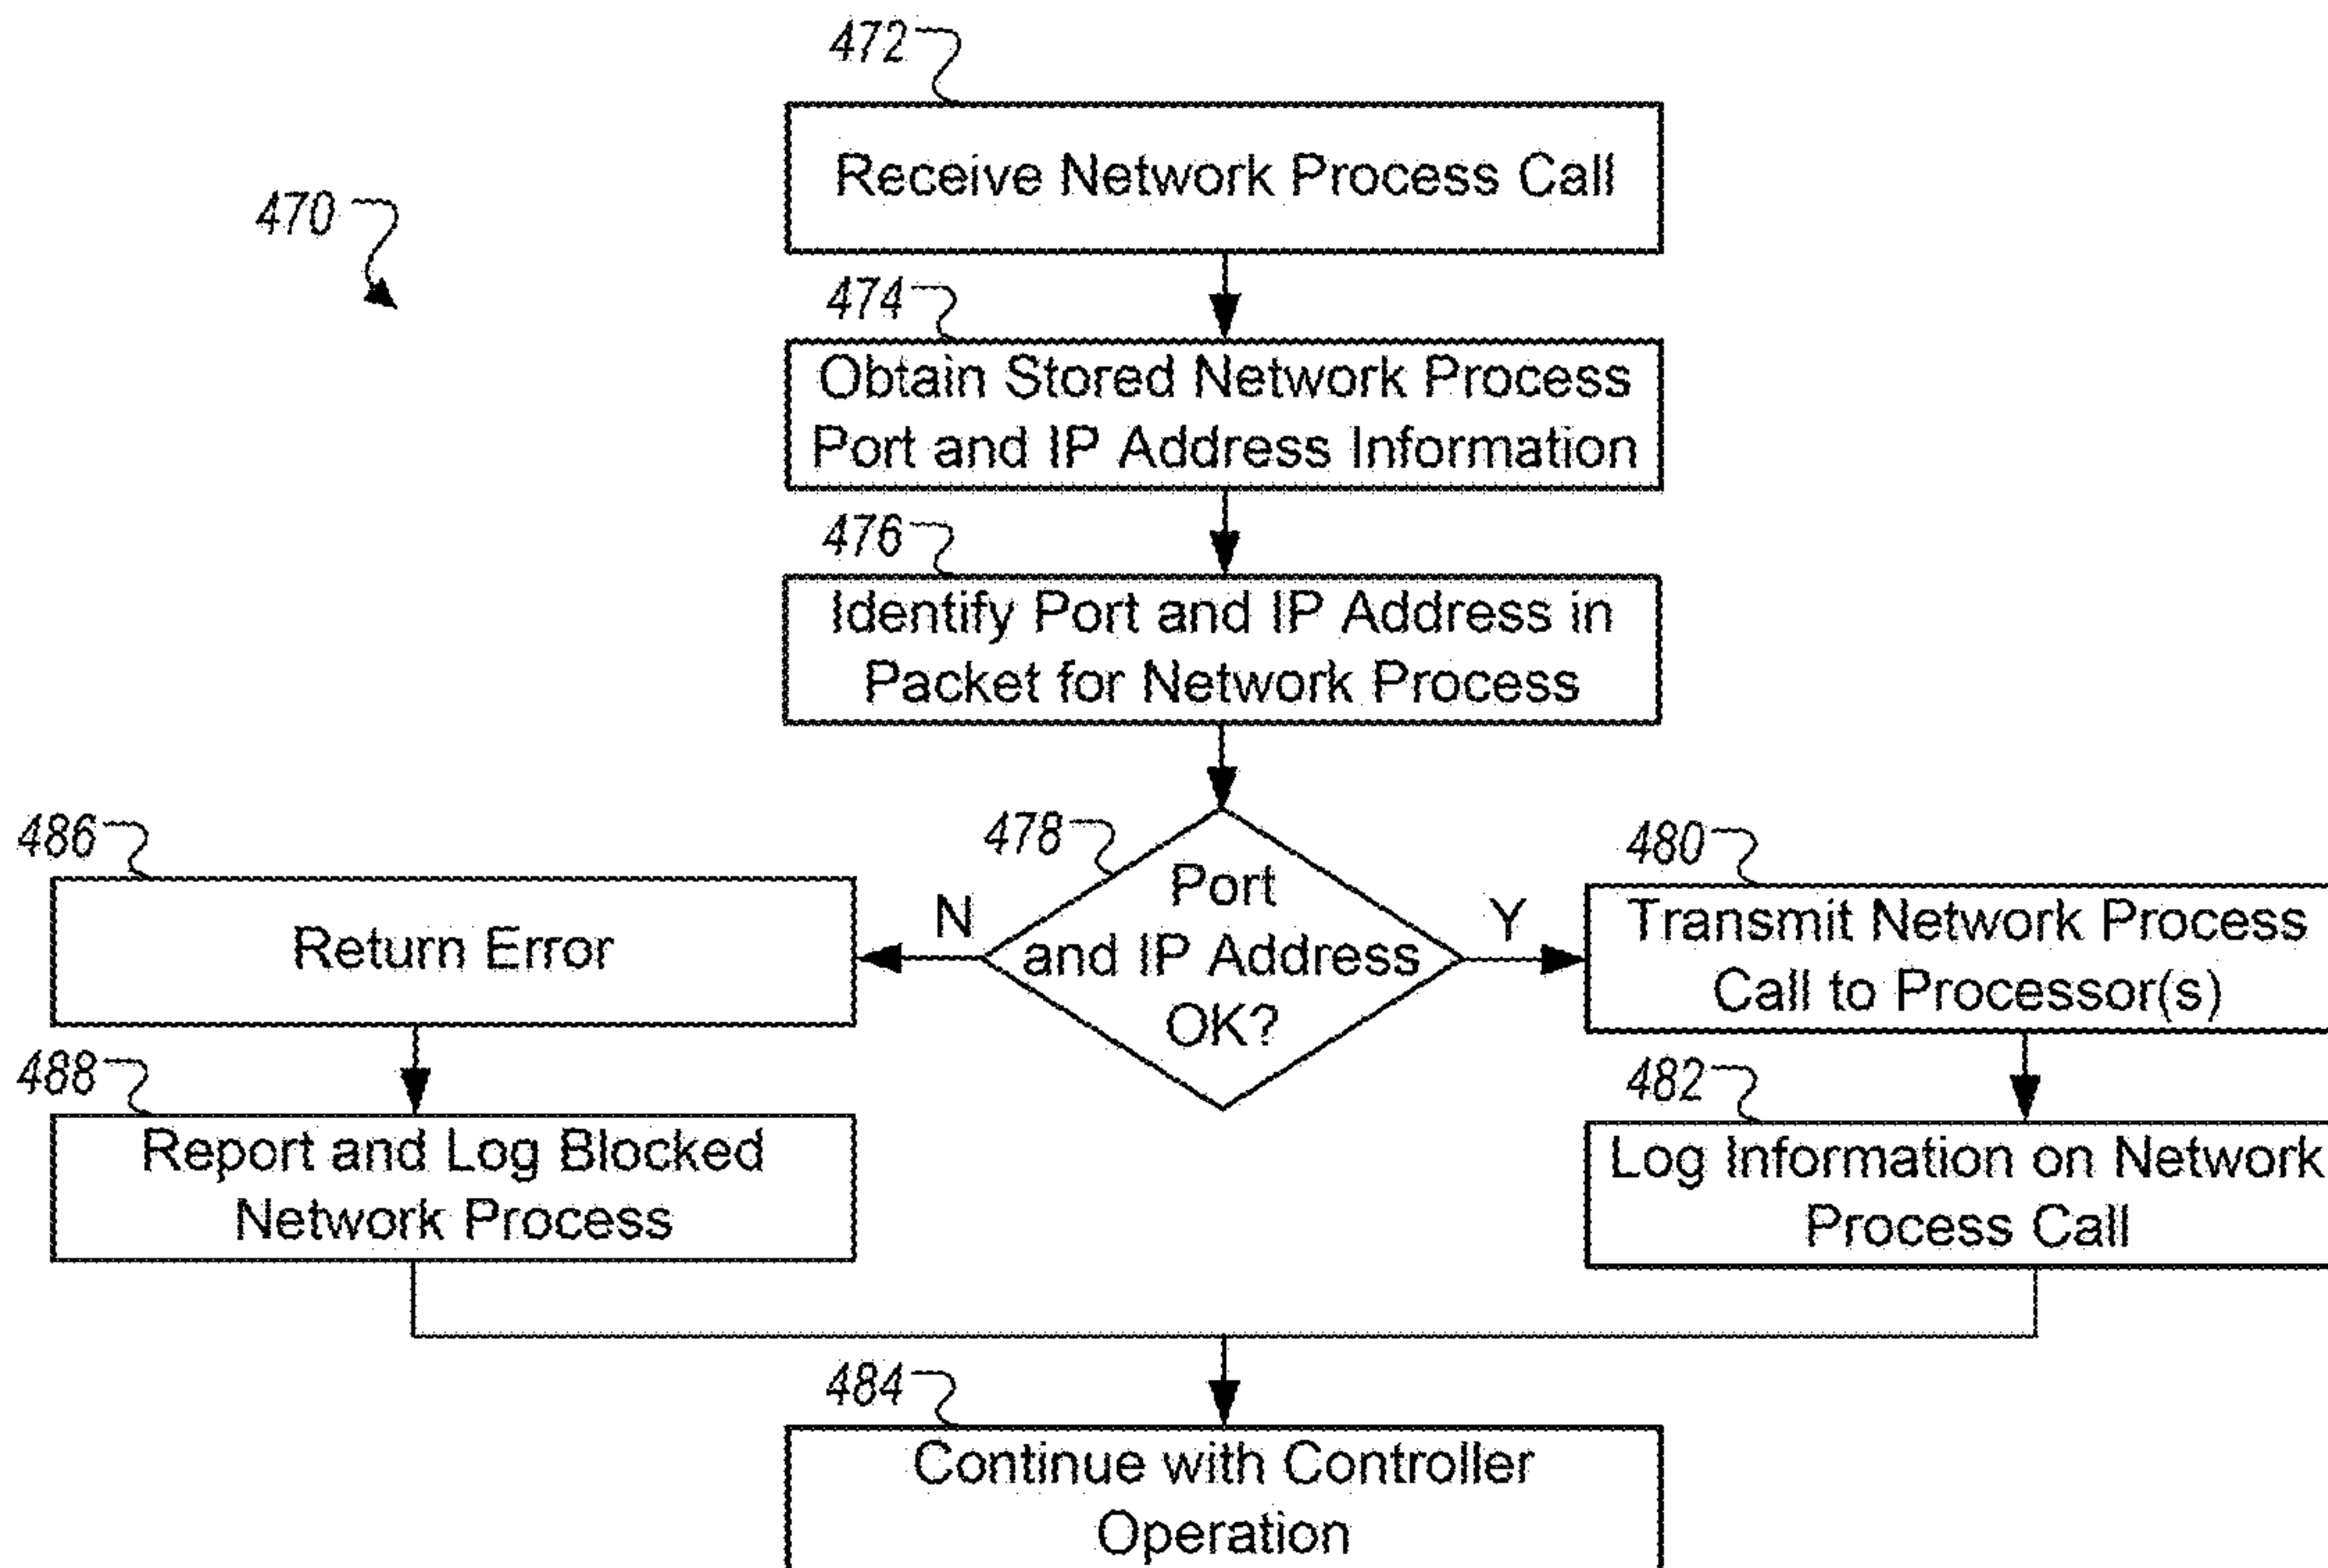 472
Receive Network Process Call
470
474
Obtain Stored Network Process
Port and IP Address Information
476
Identify Port and IP Address in
Packet for Network Process
478
Port
and IP Address
OK?
N
Y
486
Return Error
480
Transmit Network Process
Call to Processor(s)
488
Report and Log Blocked
Network Process
482
Log Information on Network
Process Call
484
Continue with Controller
Operation